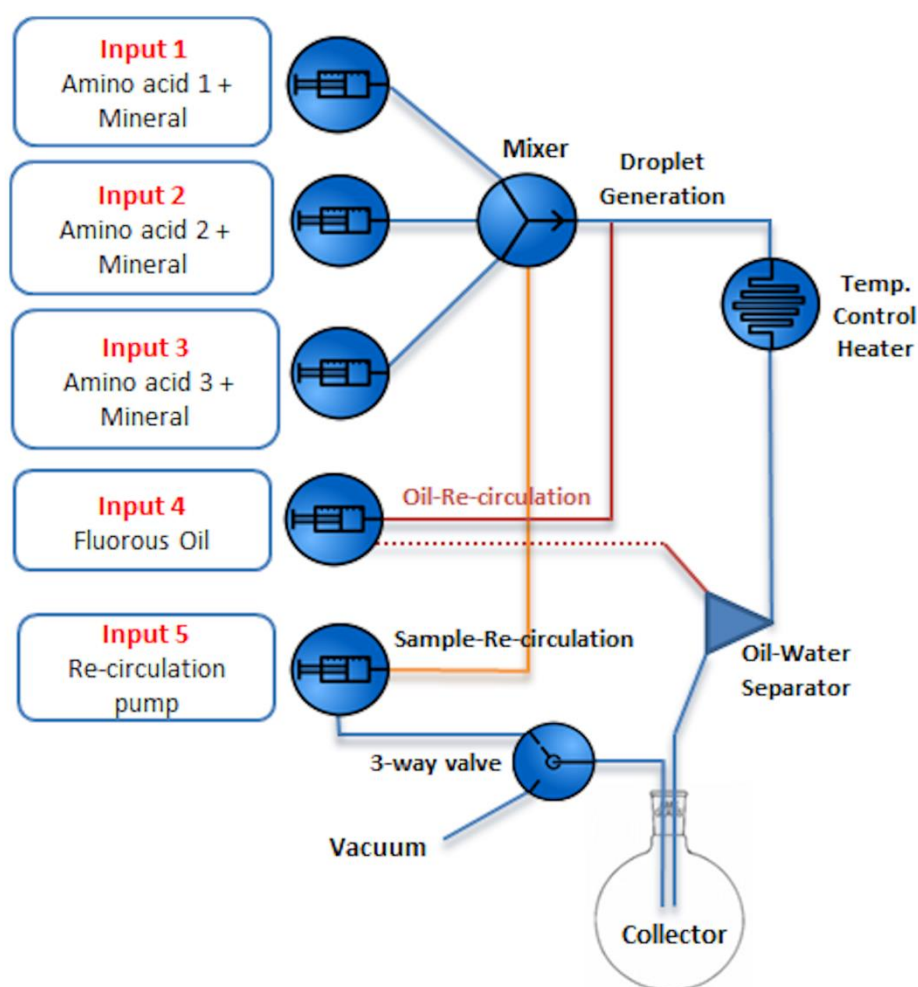 Input 1
Amino acid 1 +
Mineral
Input 2
Amino acid 2 +
Mineral
Input 3
Amino acid 3 +
Mineral
Input 4
Fluorous Oil
Input 5
Re-circulation
pump
Mixer
Droplet
Generation
Temp.
Control
Heater
Oil-Re-circulation
Sample-Re-circulation
Oil-Water
Separator
3-way valve
Vacuum
Collector